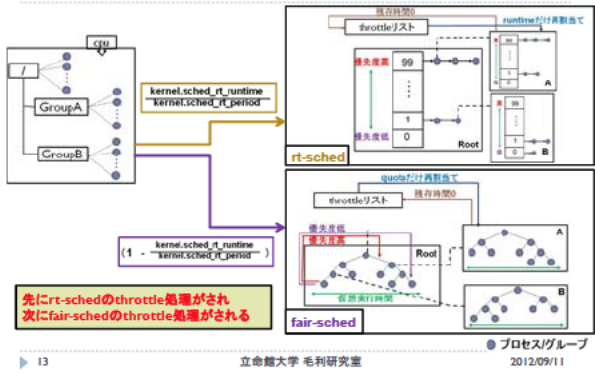 cpu
/
GroupA
GroupB
kernel.sched_rt_runtime
kernel.sched_rt_period
残存時間0
throttleリスト
runtimeだけ再割当て
優先度高
99
1
0
優先度低
Root
高
99
1
0
低
A
高
99
1
0
低
B
rt-sched
quotaだけ再割当て
残存時間0
throttleリスト
優先度低
優先度高
Root
仮想実行時間
A
B
fair-sched
(1 - kernel.sched_rt_runtime
kernel.sched_rt_period )
先にrt-schedのthrottle処理がされ
次にfair-schedのthrottle処理がされる
プロセス/グループ
13
立命館大学 毛利研究室
2012/09/11